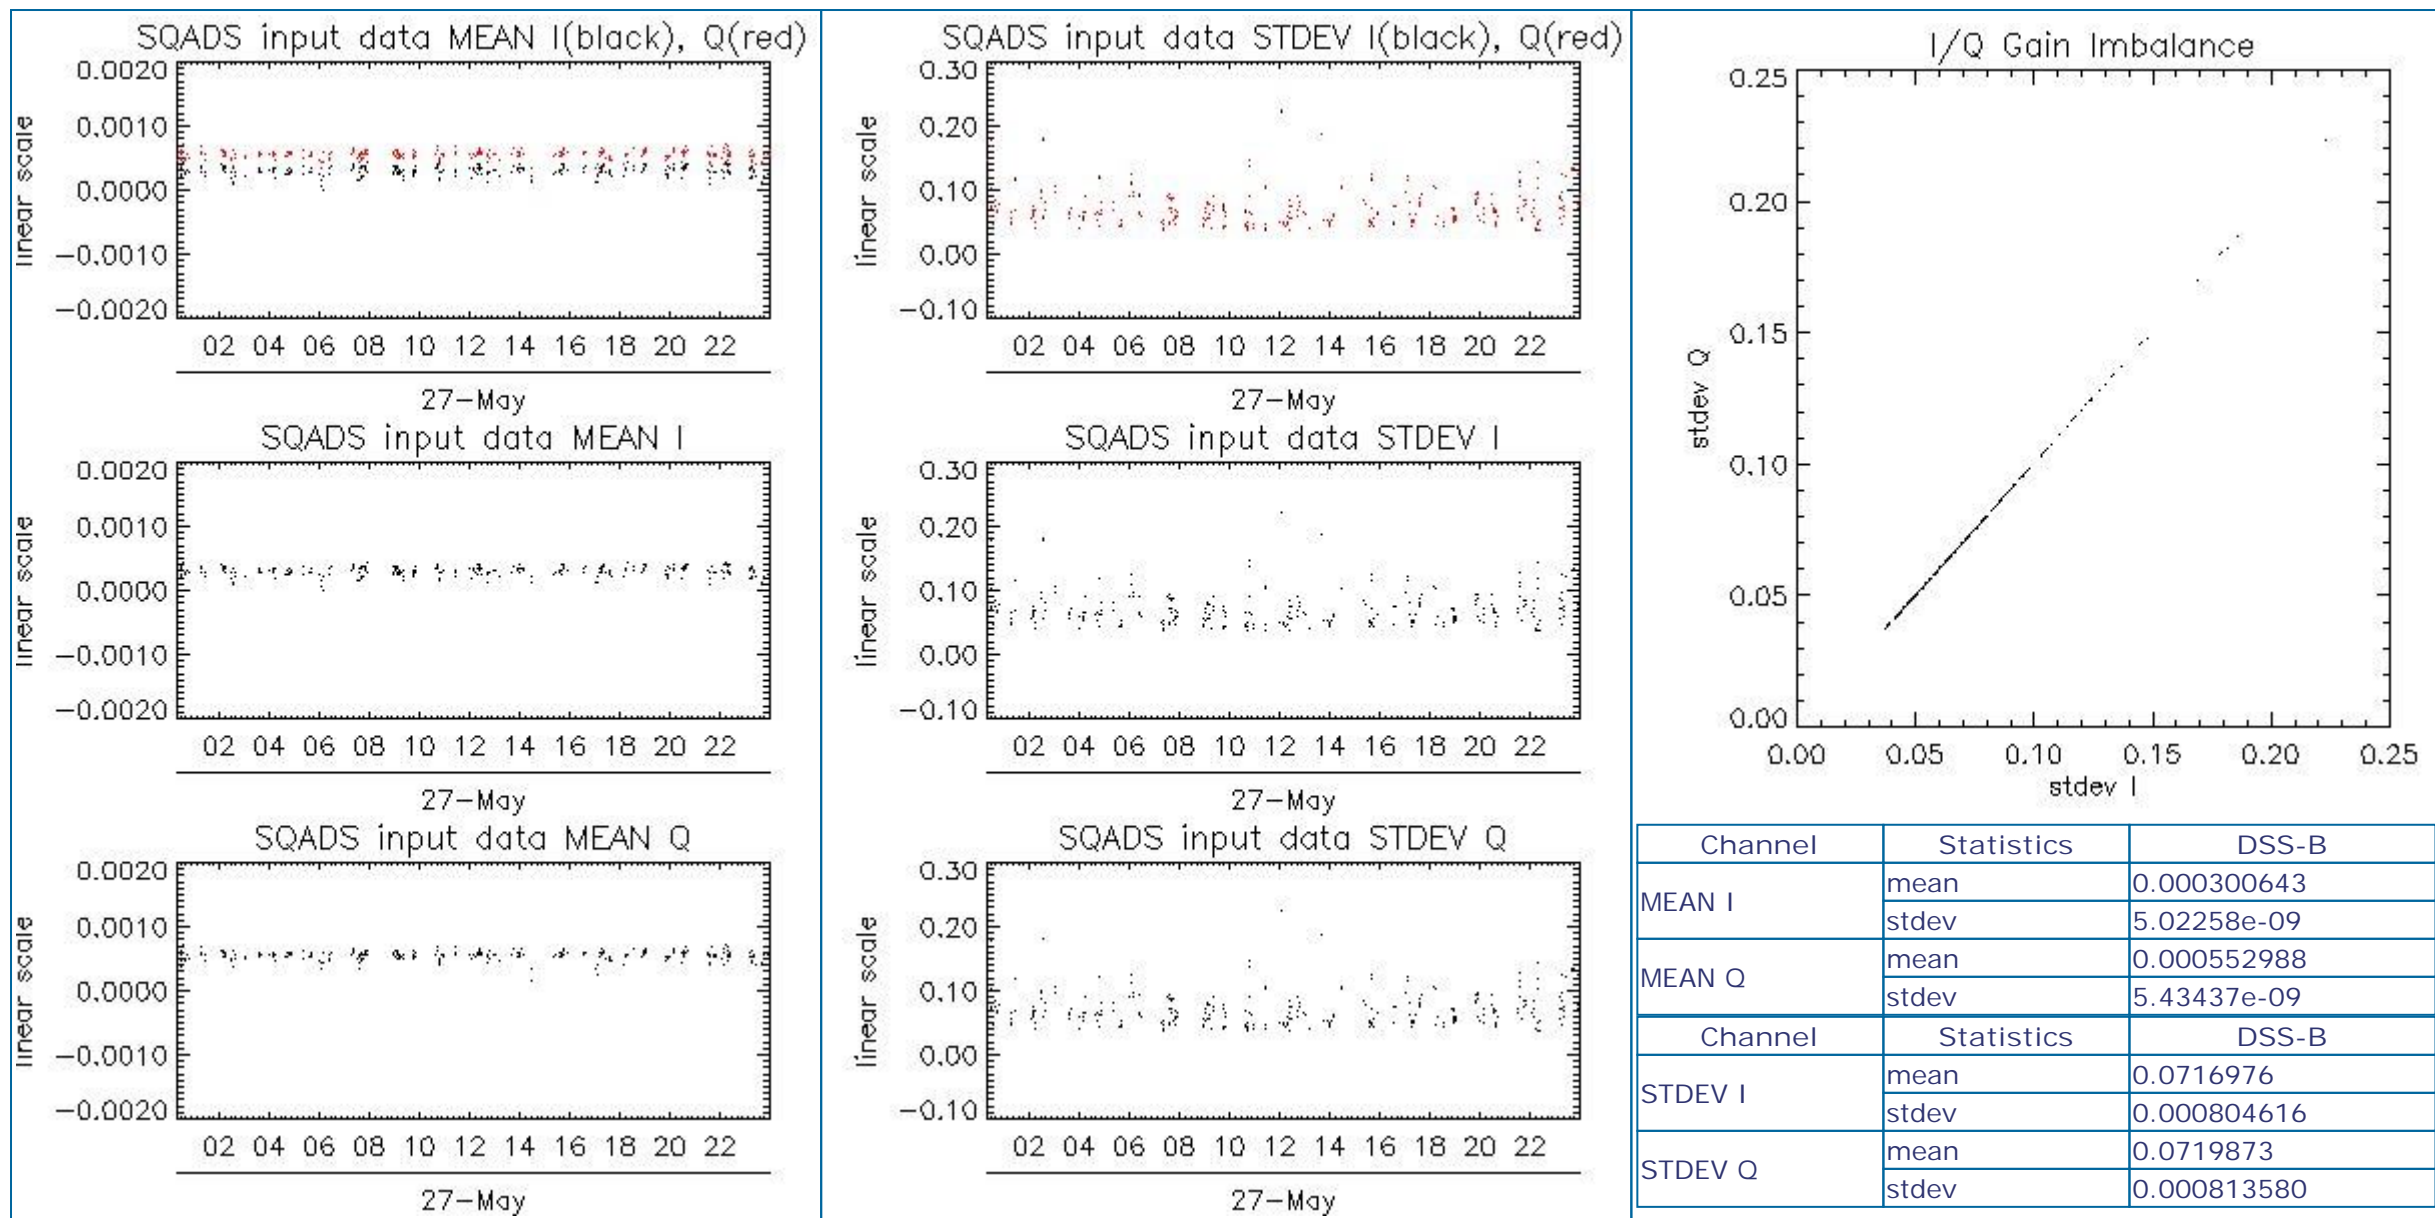 SQADS input data MEAN I(black), Q(red)
0.0020
0.0010
0.0000
−0.0010
−0.0020
linear scale
02 04 06 08 10 12 14 16 18 20 22
27−May
SQADS input data MEAN I
0.0020
0.0010
0.0000
−0.0010
−0.0020
linear scale
02 04 06 08 10 12 14 16 18 20 22
27−May
SQADS input data MEAN Q
0.0020
0.0010
0.0000
−0.0010
−0.0020
linear scale
02 04 06 08 10 12 14 16 18 20 22
27−May
SQADS input data STDEV I(black), Q(red)
0.30
0.20
0.10
0.00
−0.10
linear scale
02 04 06 08 10 12 14 16 18 20 22
27−May
SQADS input data STDEV I
0.30
0.20
0.10
0.00
−0.10
linear scale
02 04 06 08 10 12 14 16 18 20 22
27−May
SQADS input data STDEV Q
0.30
0.20
0.10
0.00
−0.10
linear scale
02 04 06 08 10 12 14 16 18 20 22
27−May
I/Q Gain Imbalance
0.25
0.20
0.15
0.10
0.05
0.00
stdev Q
0.00 0.05 0.10 0.15 0.20 0.25
stdev I
Channel Statistics DSS-B
MEAN I mean 0.000300643
stdev 5.02258e-09
MEAN Q mean 0.000552988
stdev 5.43437e-09
Channel Statistics DSS-B
STDEV I mean 0.0716976
stdev 0.000804616
STDEV Q mean 0.0719873
stdev 0.000813580